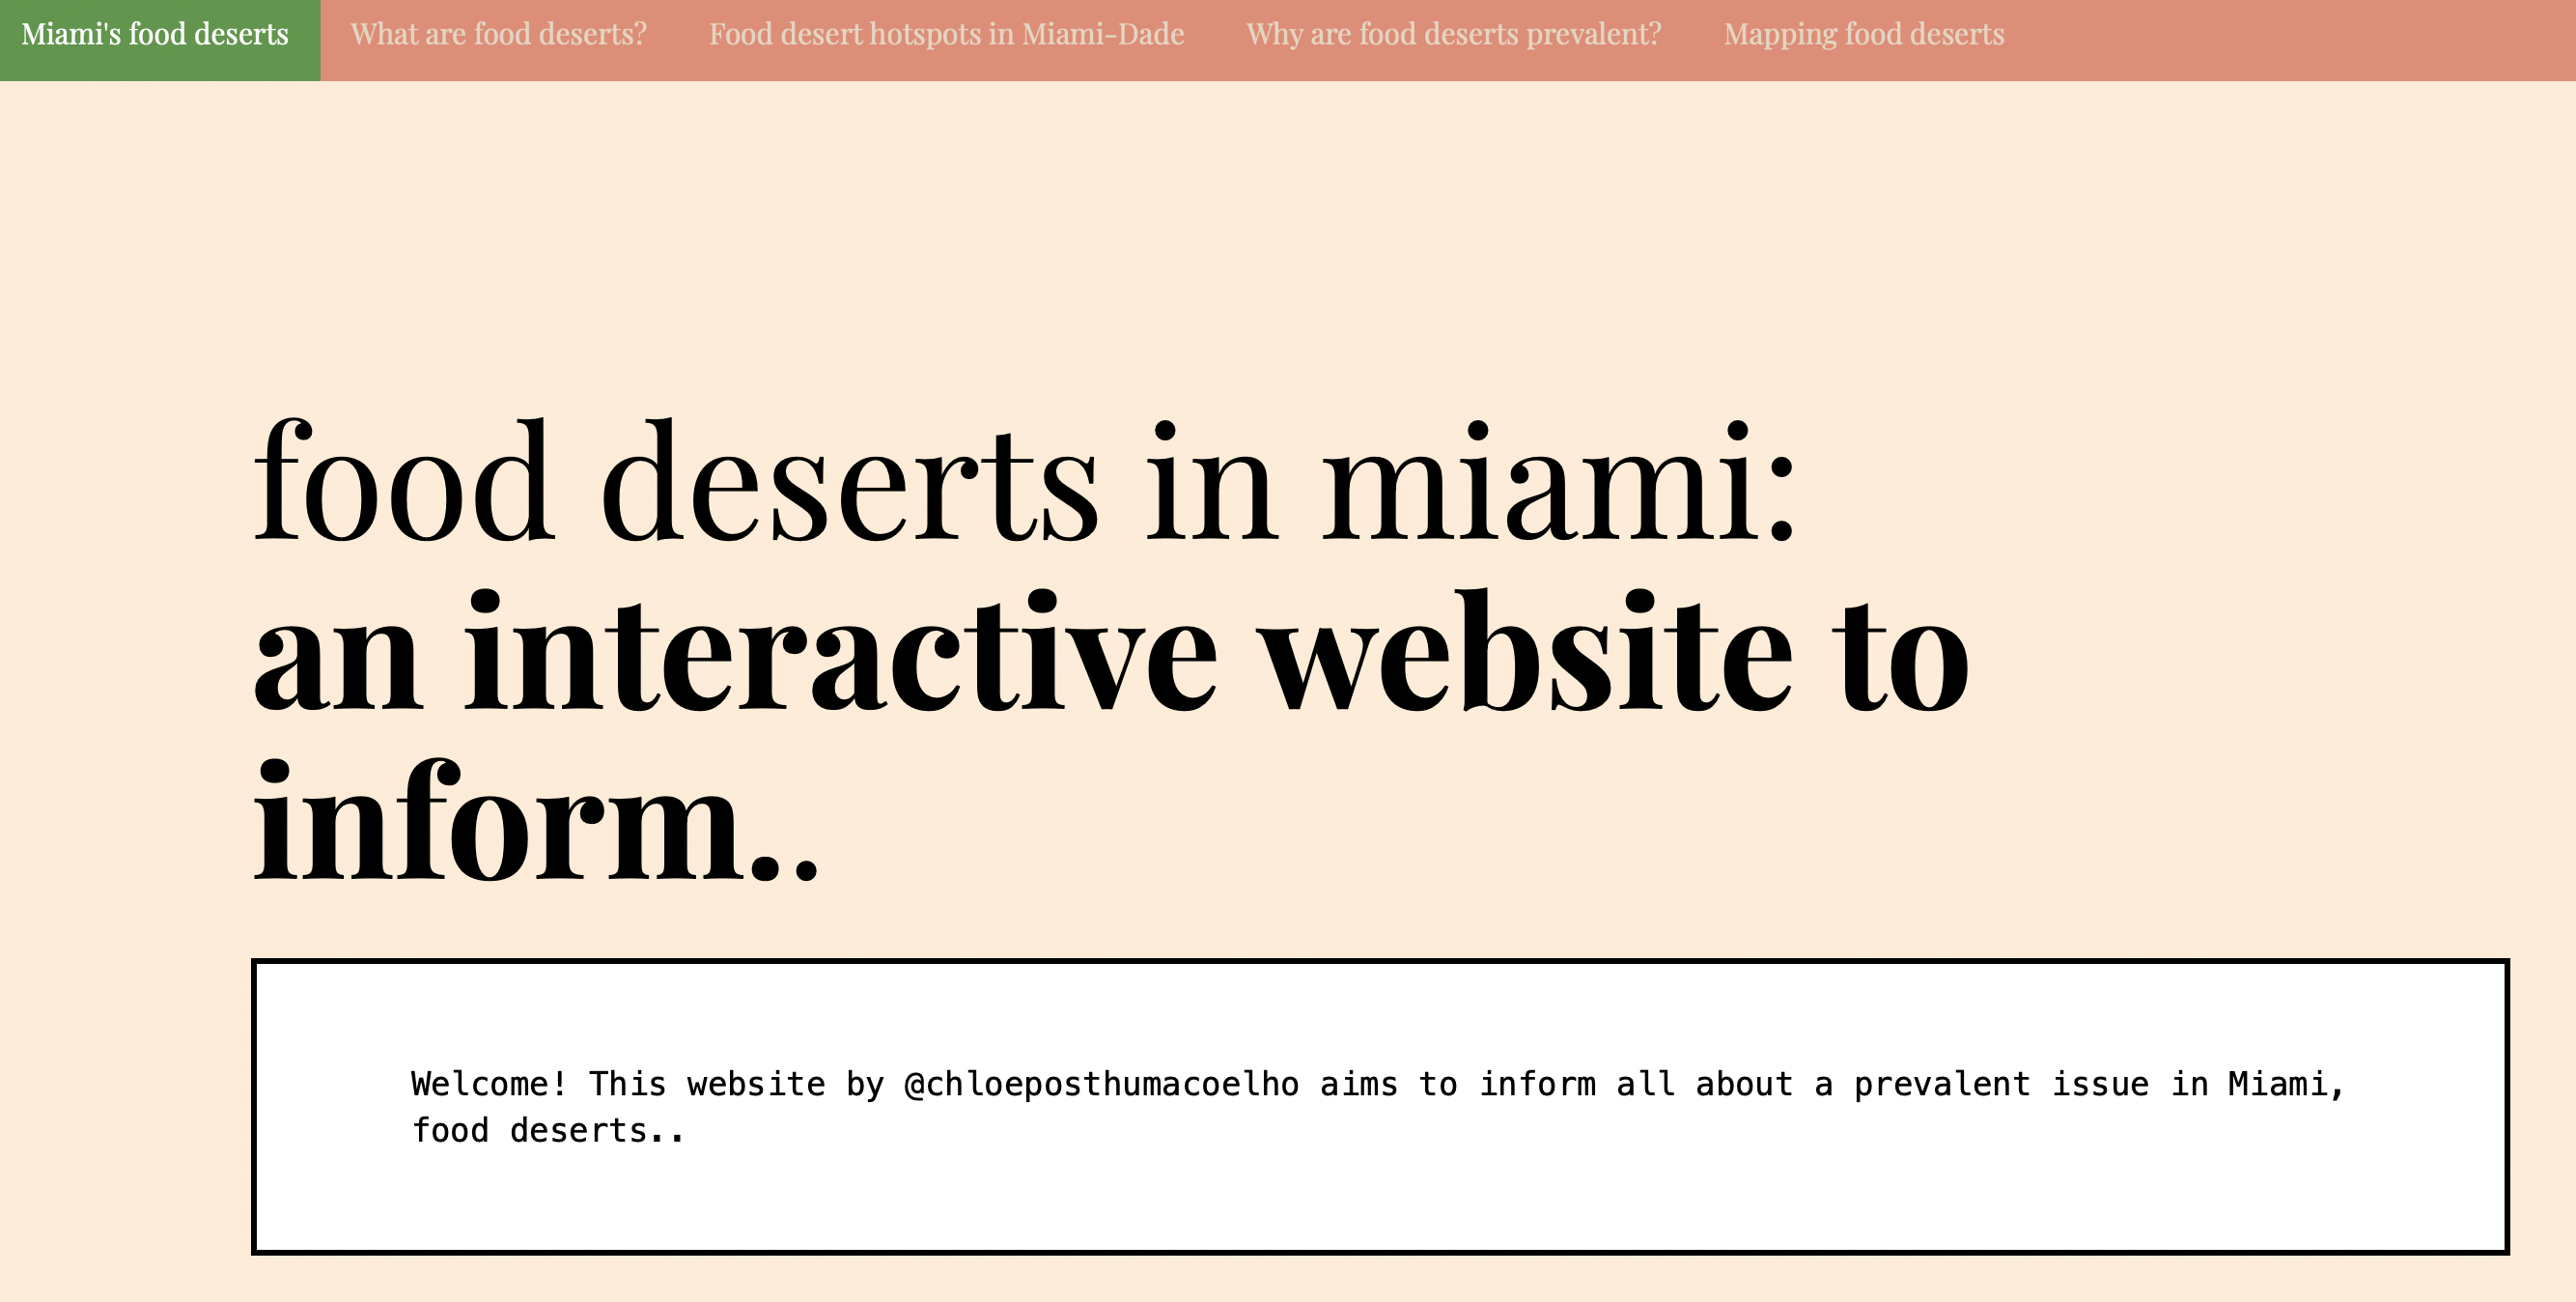 Miami's food deserts What are food deserts? Food desert hotspots in Miami-Dade Why are food deserts prevalent? Mapping food deserts
food deserts in miami:
an interactive website to
inform..
Welcome! This website by @chloeposthumacoelho aims to inform all about a prevalent issue in Miami,
food deserts..